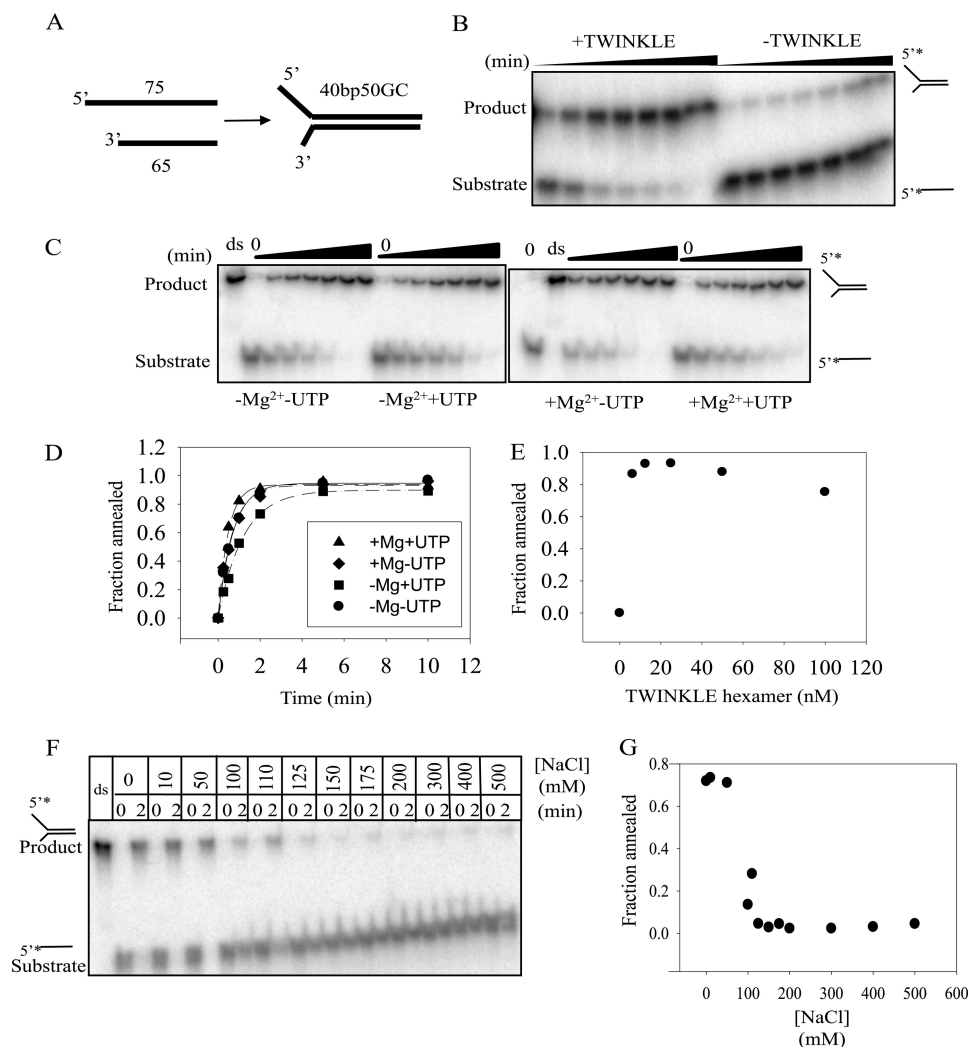 A
5’
75
3’
65
5’
40bp50GC
3’
B
+TWINKLE
-TWINKLE
(min)
5’*
Product
Substrate
5’*
C
(min)
ds
0
0
0
ds
0
5’*
Product
Substrate
5’*
-Mg²⁺-UTP
-Mg²⁺+UTP
+Mg²⁺-UTP
+Mg²⁺+UTP
D
Fraction annealed
1.2
1.0
0.8
0.6
0.4
0.2
0.0
+Mg+UTP
+Mg-UTP
-Mg+UTP
-Mg-UTP
0 2 4 6 8 10 12
Time (min)
E
Fraction annealed
1.0
0.8
0.6
0.4
0.2
0.0
0 20 40 60 80 100 120
TWINKLE hexamer (nM)
F
ds
0 10 50 100 110 125 150 175 200 300 400 500
[NaCl]
(mM)
0 2 0 2 0 2 0 2 0 2 0 2 0 2 0 2 0 2 0 2 0 2 0 2
(min)
5’*
Product
5’*
Substrate
G
Fraction annealed
0.8
0.6
0.4
0.2
0.0
0 100 200 300 400 500 600
[NaCl]
(mM)